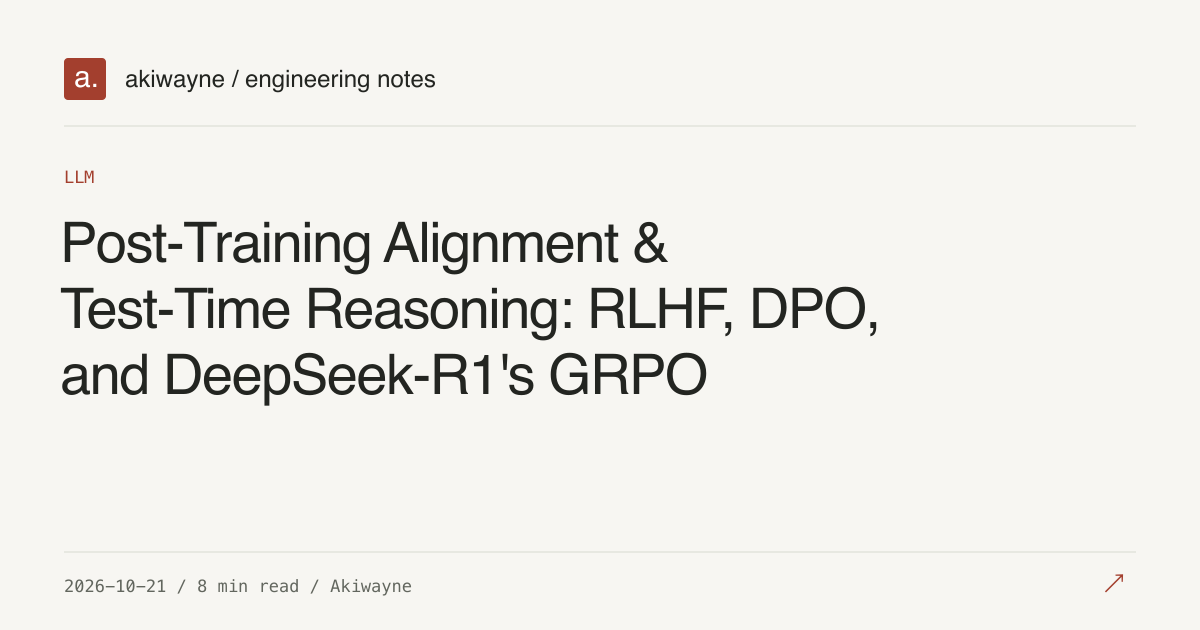 a.
akiwayne / engineering notes
LLM
Post-Training Alignment &
Test-Time Reasoning: RLHF, DPO,
and DeepSeek-R1's GRPO
2026-10-21 / 8 min read / Akiwayne